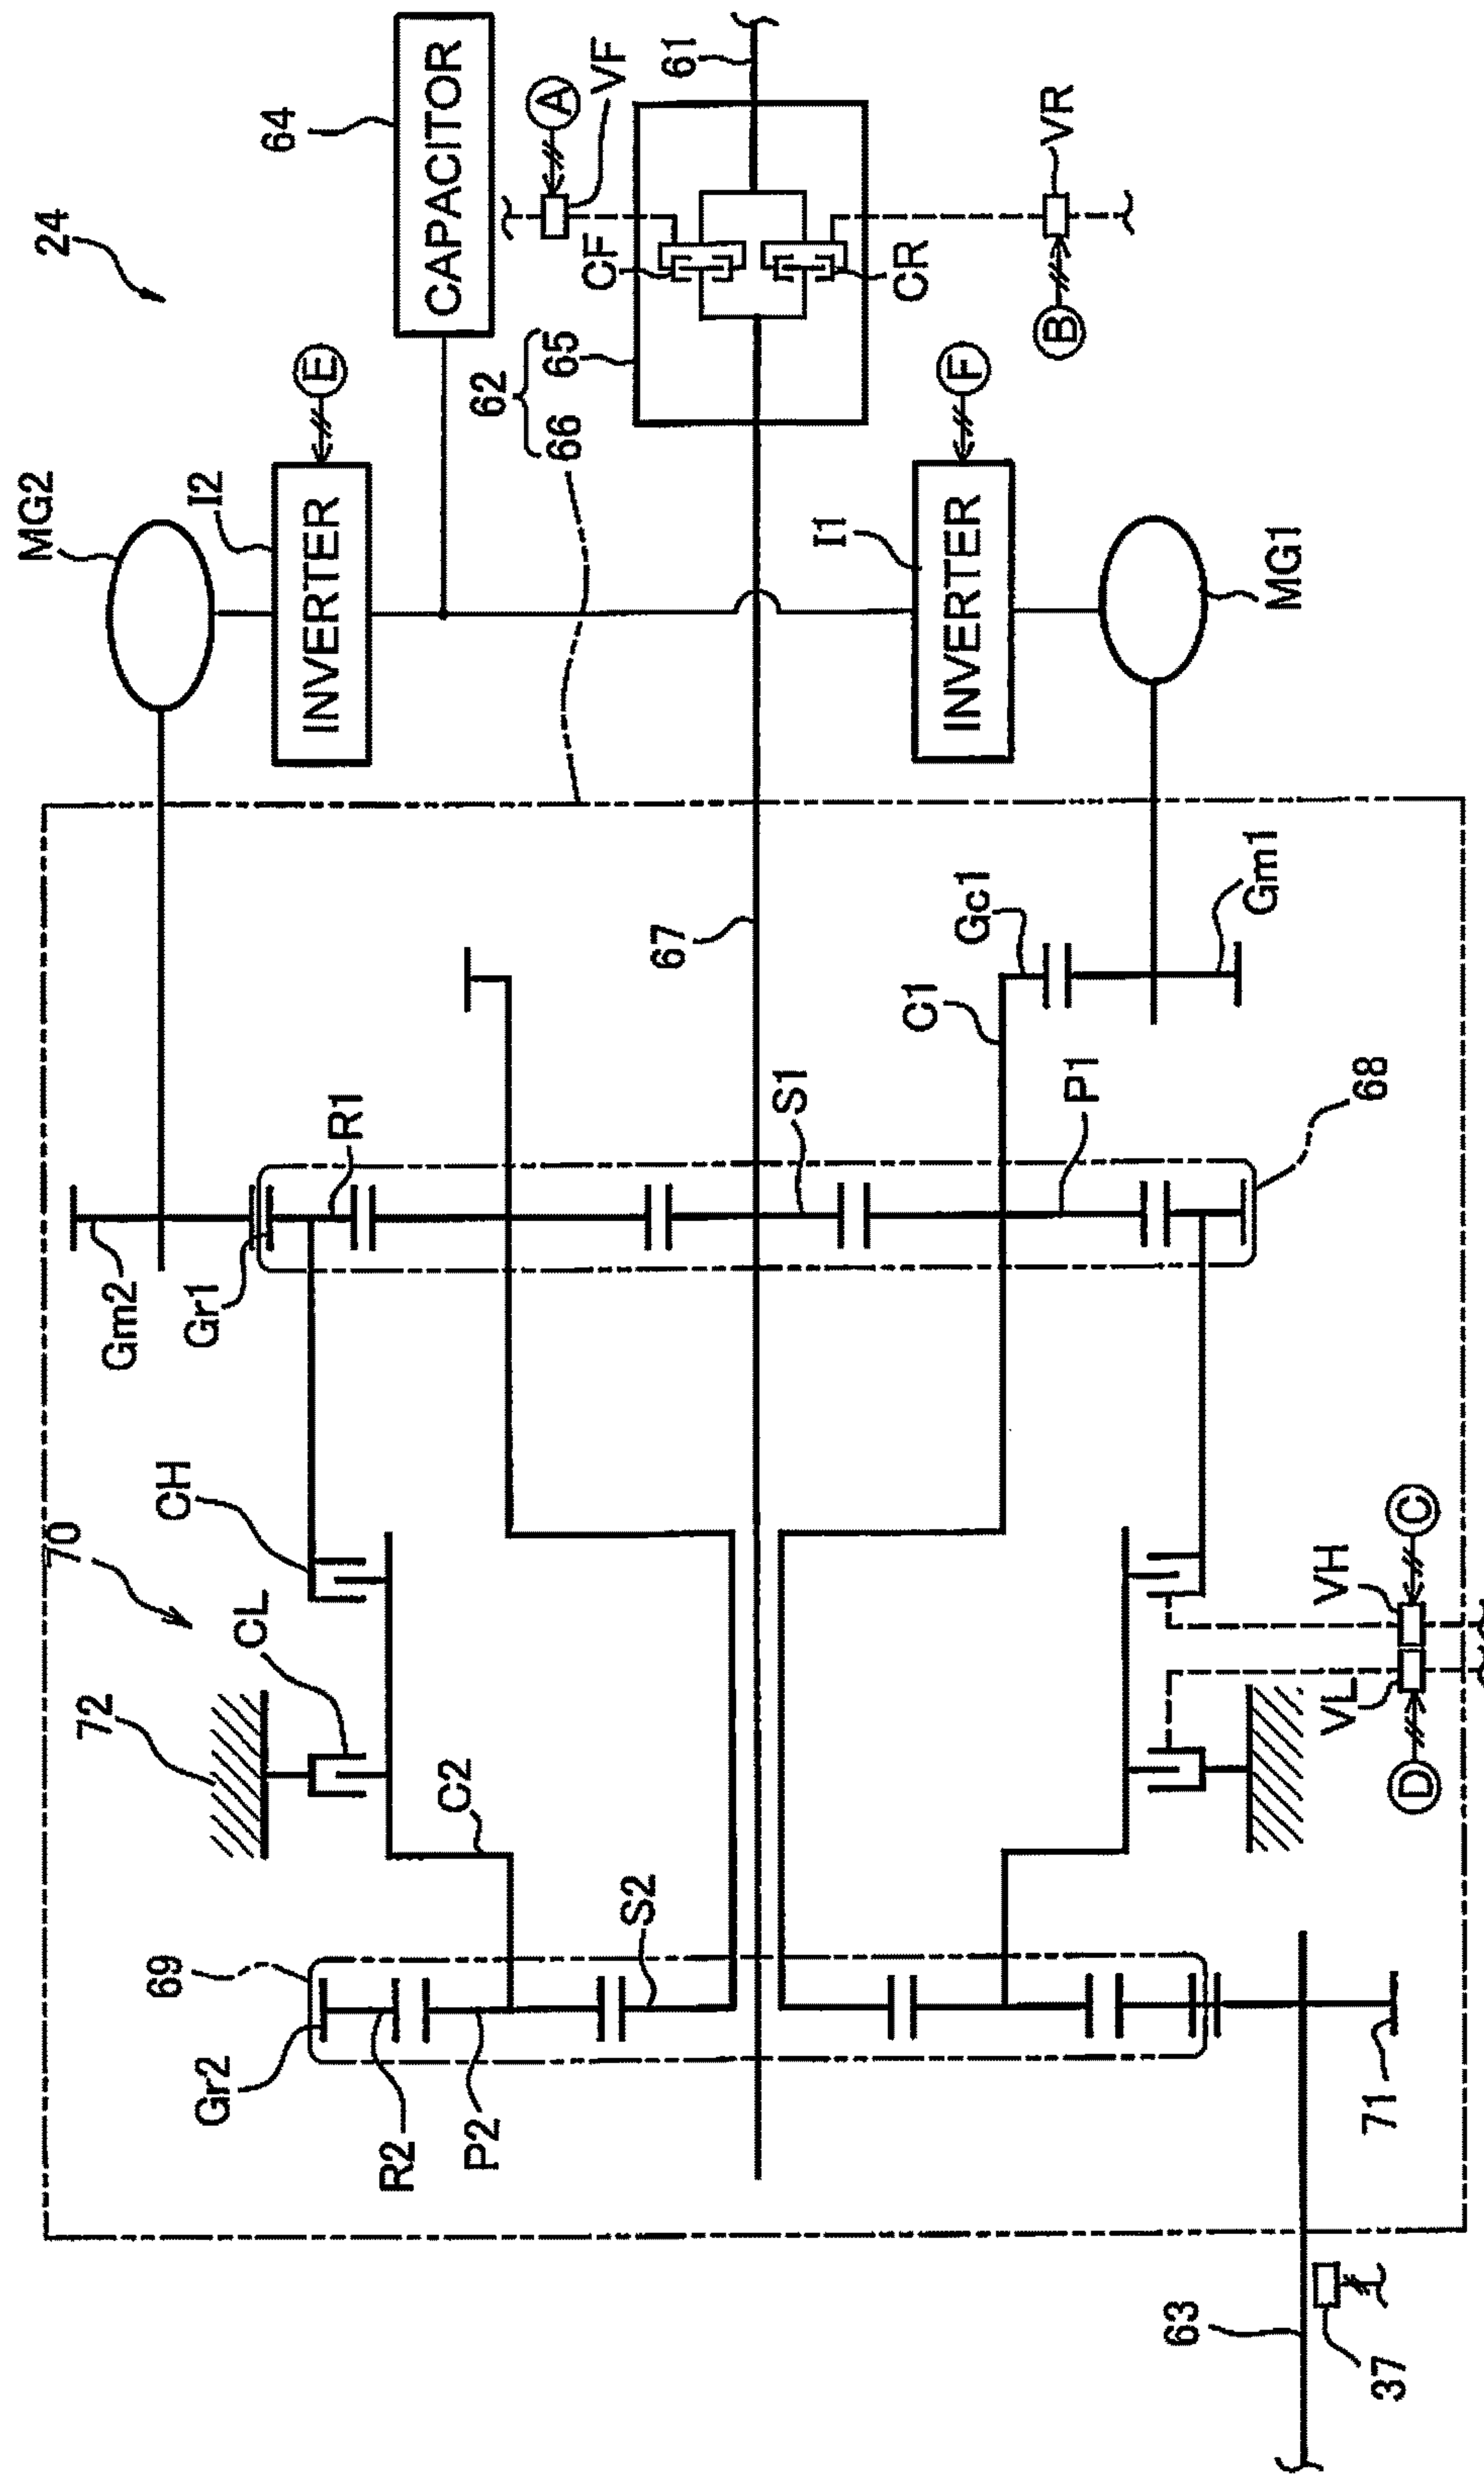 24
64
CAPACITOR
A
VF
61
CF
CR
VR
B
62
65
66
E
F
MG2
I2
INVERTER
I1
INVERTER
MG1
67
Gc1
Gm1
C1
S1
P1
68
R1
Gm2
Gr1
CH
70
CL
72
C2
VH
C
VL
D
69
S2
Gr2
R2
P2
71
63
37